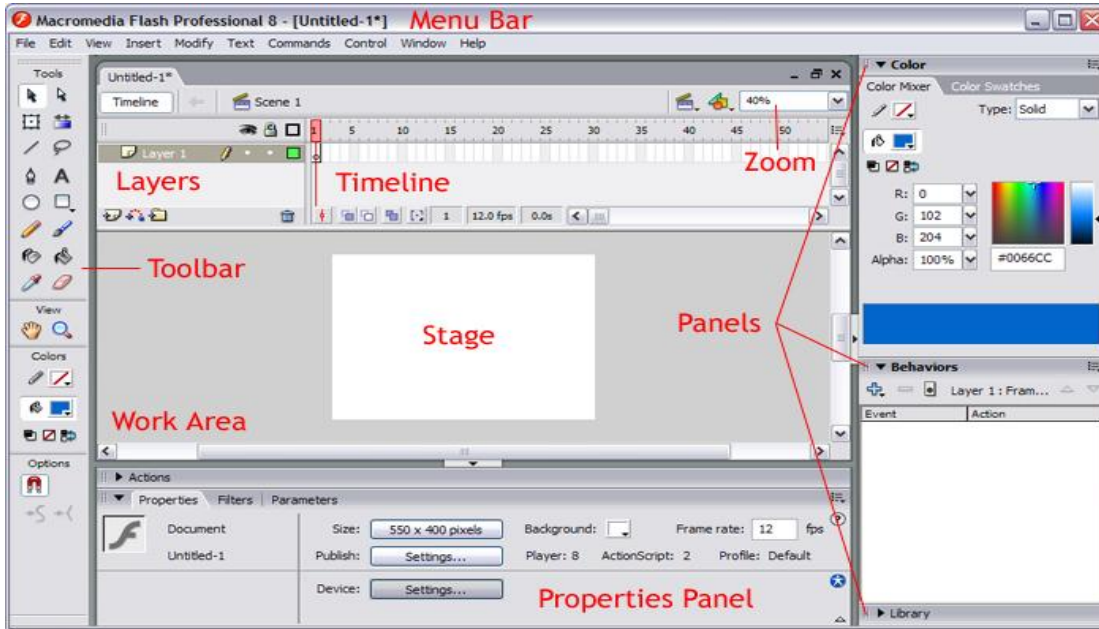 Macromedia Flash Professional 8 - [Untitled-1*] Menu Bar
File Edit View Insert Modify Text Commands Control Window Help
Tools
Untitled-1*
Timeline Scene 1 40%
1 5 10 15 20 25 30 35 40 45 50
Layer 1
Layers Timeline Zoom
1 12.0 fps 0.0s
Toolbar
Stage
Work Area
View
Colors
Options
Actions
Properties Filters Parameters
Document Size: 550 x 400 pixels Background: Frame rate: 12 fps
Untitled-1 Publish: Settings... Player: 8 ActionScript: 2 Profile: Default
Device: Settings...
Properties Panel
Panels
Color
Color Mixer Color Swatches
Type: Solid
R: 0
G: 102
B: 204
Alpha: 100% #0066CC
Behaviors
Layer 1 : Fram...
Event Action
Library